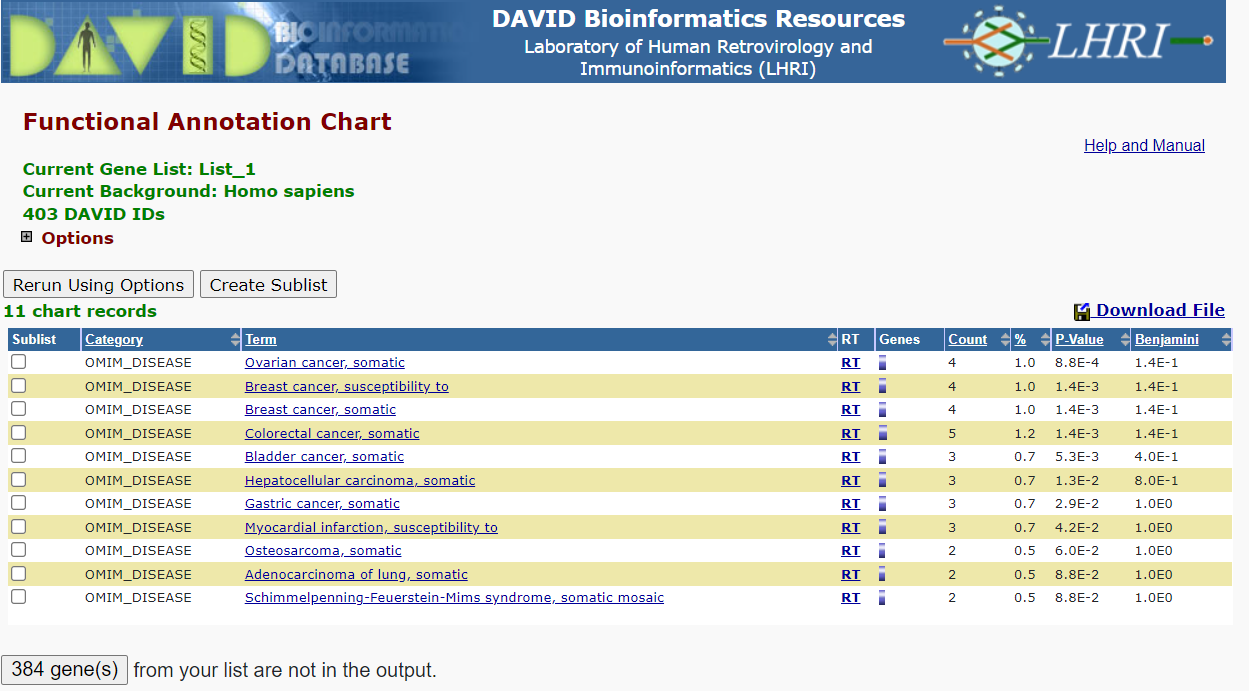 DAVID BIOINFORMATICS DATABASE
DAVID Bioinformatics Resources
Laboratory of Human Retrovirology and
Immunoinformatics (LHRI)
LHRI
Functional Annotation Chart
Help and Manual
Current Gene List: List_1
Current Background: Homo sapiens
403 DAVID IDs
Options
Rerun Using Options Create Sublist
11 chart records Download File
Sublist Category Term RT Genes Count % P-Value Benjamini
OMIM_DISEASE Ovarian cancer, somatic RT 4 1.0 8.8E-4 1.4E-1
OMIM_DISEASE Breast cancer, susceptibility to RT 4 1.0 1.4E-3 1.4E-1
OMIM_DISEASE Breast cancer, somatic RT 4 1.0 1.4E-3 1.4E-1
OMIM_DISEASE Colorectal cancer, somatic RT 5 1.2 1.4E-3 1.4E-1
OMIM_DISEASE Bladder cancer, somatic RT 3 0.7 5.3E-3 4.0E-1
OMIM_DISEASE Hepatocellular carcinoma, somatic RT 3 0.7 1.3E-2 8.0E-1
OMIM_DISEASE Gastric cancer, somatic RT 3 0.7 2.9E-2 1.0E0
OMIM_DISEASE Myocardial infarction, susceptibility to RT 3 0.7 4.2E-2 1.0E0
OMIM_DISEASE Osteosarcoma, somatic RT 2 0.5 6.0E-2 1.0E0
OMIM_DISEASE Adenocarcinoma of lung, somatic RT 2 0.5 8.8E-2 1.0E0
OMIM_DISEASE Schimmelpenning-Feuerstein-Mims syndrome, somatic mosaic RT 2 0.5 8.8E-2 1.0E0
384 gene(s) from your list are not in the output.